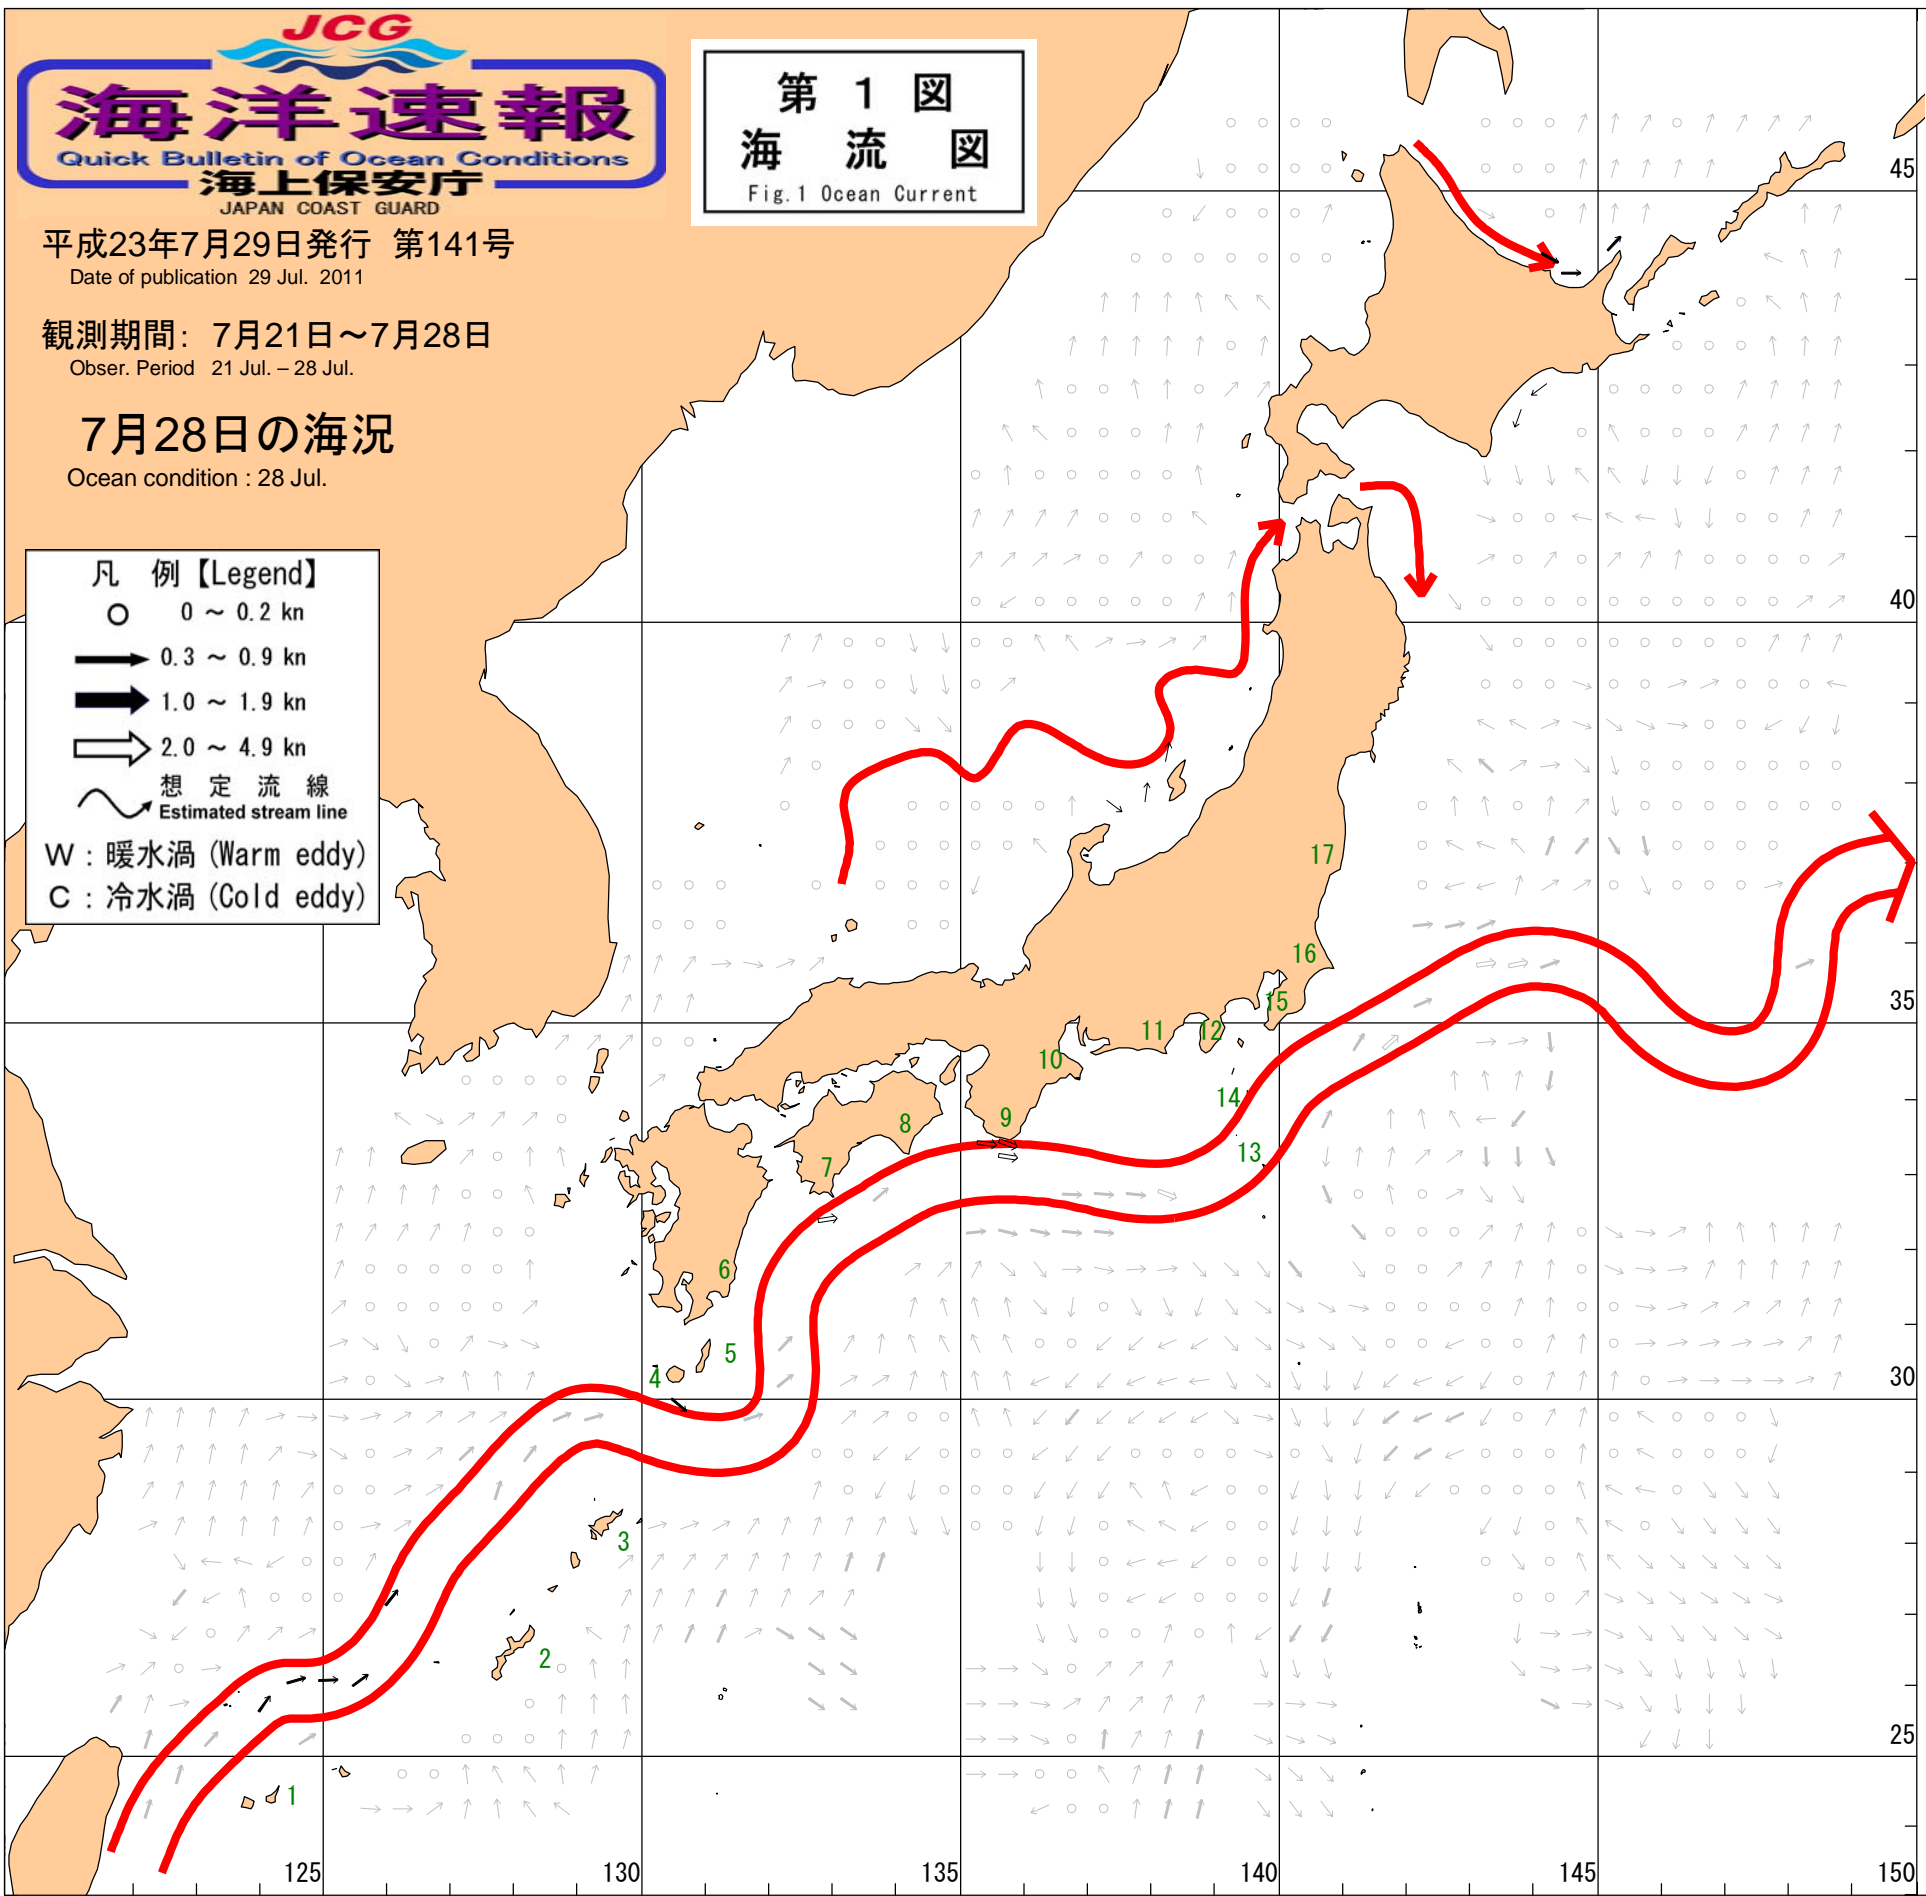 JCG
海洋速報
Quick Bulletin of Ocean Conditions
海上保安庁
JAPAN COAST GUARD
第 1 図
海 流 図
Fig.1 Ocean Current
平成23年7月29日発行 第141号
Date of publication 29 Jul. 2011
観測期間: 7月21日～7月28日
Obser. Period 21 Jul. – 28 Jul.
7月28日の海況
Ocean condition : 28 Jul.
凡 例【Legend】
0 ～ 0.2 kn
0.3 ～ 0.9 kn
1.0 ～ 1.9 kn
2.0 ～ 4.9 kn
想 定 流 線
Estimated stream line
W : 暖水渦 (Warm eddy)
C : 冷水渦 (Cold eddy)
45
40
35
30
25
17
16
15
12
11
10
14
9
8
13
7
6
5
4
3
2
1
125
130
135
140
145
150